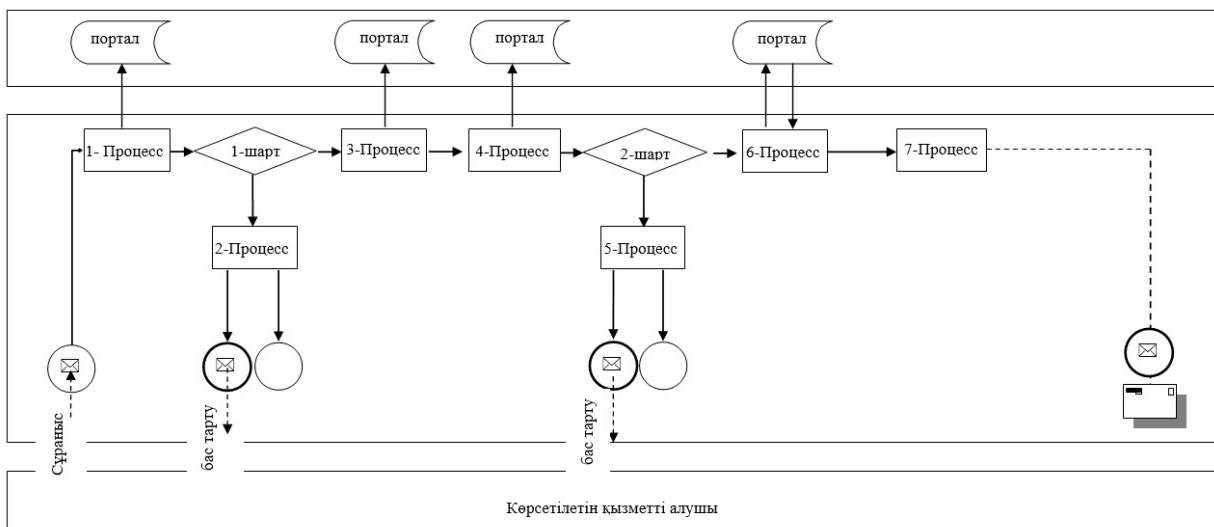 портал
портал
портал
портал
1- Процесс
1-шарт
3-Процесс
4-Процесс
2-шарт
6-Процесс
7-Процесс
2-Процесс
5-Процесс
Сұраныс
бас тарту
бас тарту
Көрсетілетін қызметті алушы